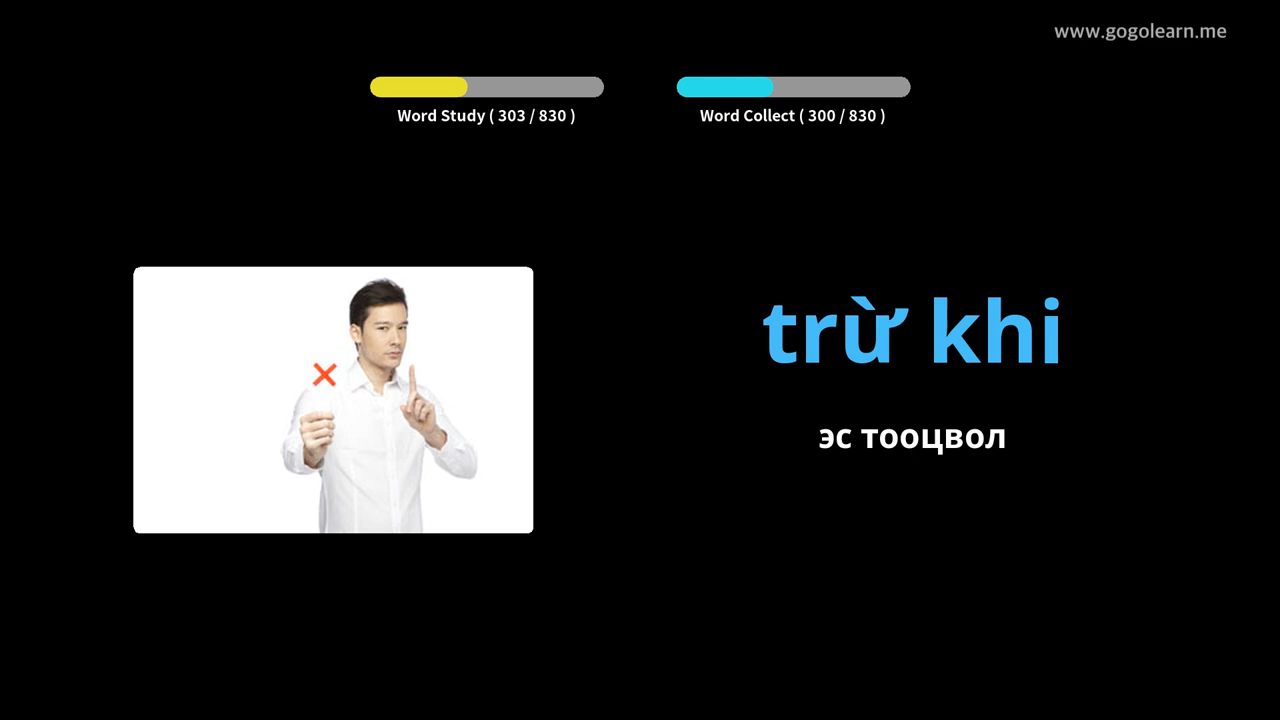 www.gogolearn.me
Word Study ( 303 / 830 )
Word Collect ( 300 / 830 )
trừ khi
эс тооцвол